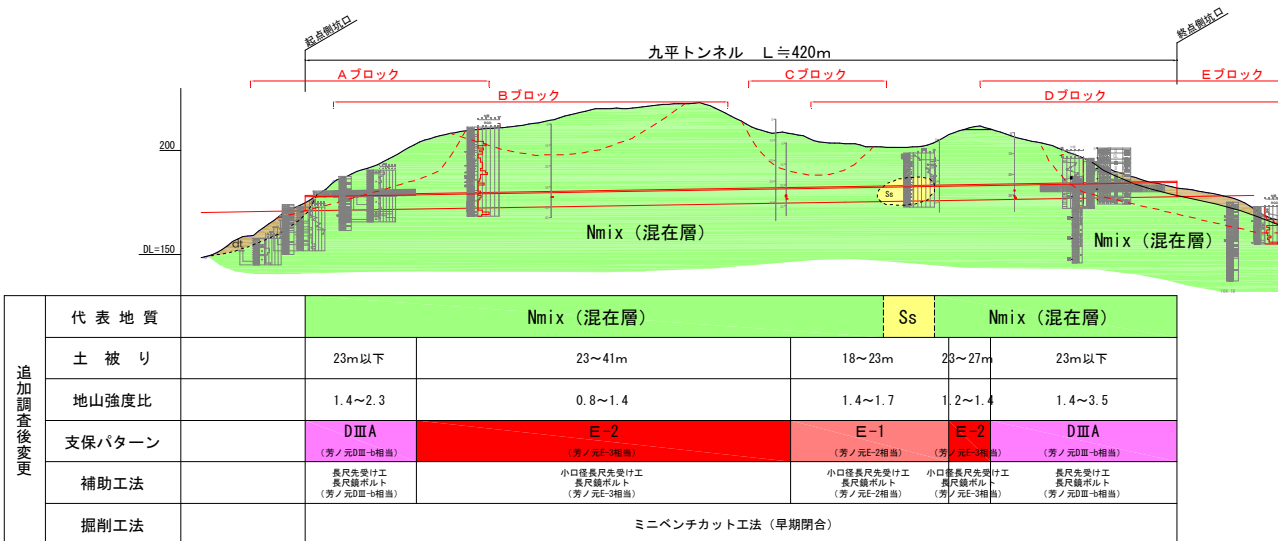 起点側坑口
終点側坑口
九平トンネル L≒420m
Aブロック
Cブロック
Eブロック
Bブロック
Dブロック
200
Ss
Nmix（混在層）
Nmix（混在層）
dt
DL=150
追加調査後変更
代表地質
Nmix（混在層）
Ss
Nmix（混在層）
土被り
23m以下
23～41m
18～23m
23～27m
23m以下
地山強度比
1.4～2.3
0.8～1.4
1.4～1.7
1.2～1.4
1.4～3.5
支保パターン
DⅢA
（芳ノ元DⅢ-b相当）
E-2
（芳ノ元E-3相当）
E-1
（芳ノ元E-2相当）
E-2
（芳ノ元E-3相当）
DⅢA
（芳ノ元DⅢ-b相当）
補助工法
長尺先受け工
長尺鏡ボルト
（芳ノ元DⅢ-b相当）
小口径長尺先受け工
長尺鏡ボルト
（芳ノ元E-3相当）
小口径長尺先受け工
長尺鏡ボルト
（芳ノ元E-2相当）
小口径長尺先受け工
長尺鏡ボルト
（芳ノ元E-3相当）
長尺先受け工
長尺鏡ボルト
（芳ノ元DⅢ-b相当）
掘削工法
ミニベンチカット工法（早期閉合）